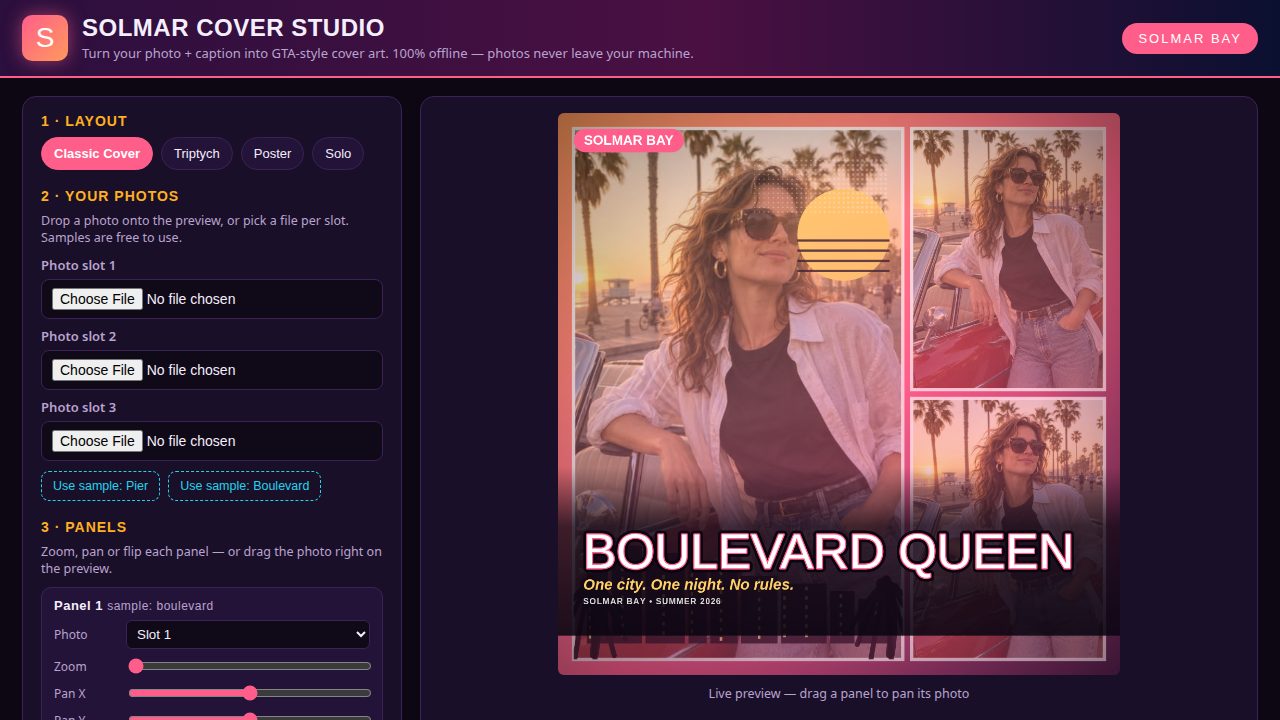 S
SOLMAR COVER STUDIO
Turn your photo + caption into GTA-style cover art. 100% offline — photos never leave your machine.
SOLMAR BAY
1 · LAYOUT
Classic Cover
Triptych
Poster
Solo
2 · YOUR PHOTOS
Drop a photo onto the preview, or pick a file per slot.
Samples are free to use.
Photo slot 1
Choose File No file chosen
Photo slot 2
Choose File No file chosen
Photo slot 3
Choose File No file chosen
Use sample: Pier
Use sample: Boulevard
3 · PANELS
Zoom, pan or flip each panel — or drag the photo right on
the preview.
Panel 1 sample: boulevard
Photo
Slot 1
Zoom
Pan X
Pan Y
SOLMAR BAY
BOULEVARD QUEEN
One city. One night. No rules.
SOLMAR BAY • SUMMER 2026
Live preview — drag a panel to pan its photo